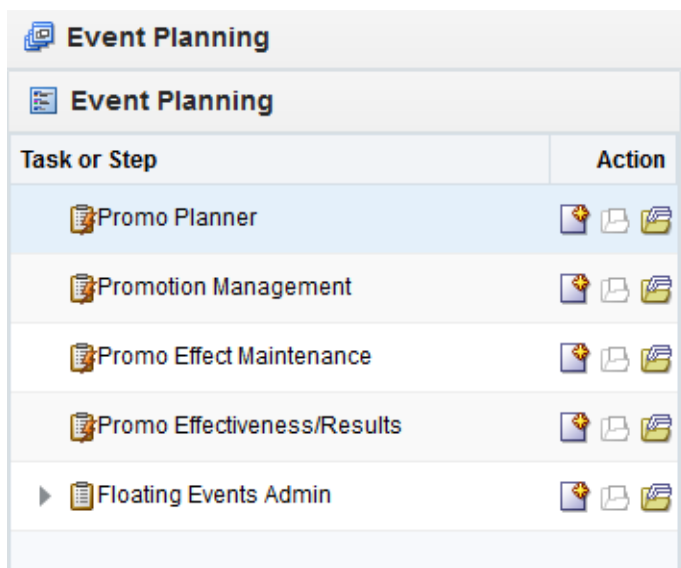 Event Planning
Event Planning
Task or Step Action
Promo Planner
Promotion Management
Promo Effect Maintenance
Promo Effectiveness/Results
Floating Events Admin